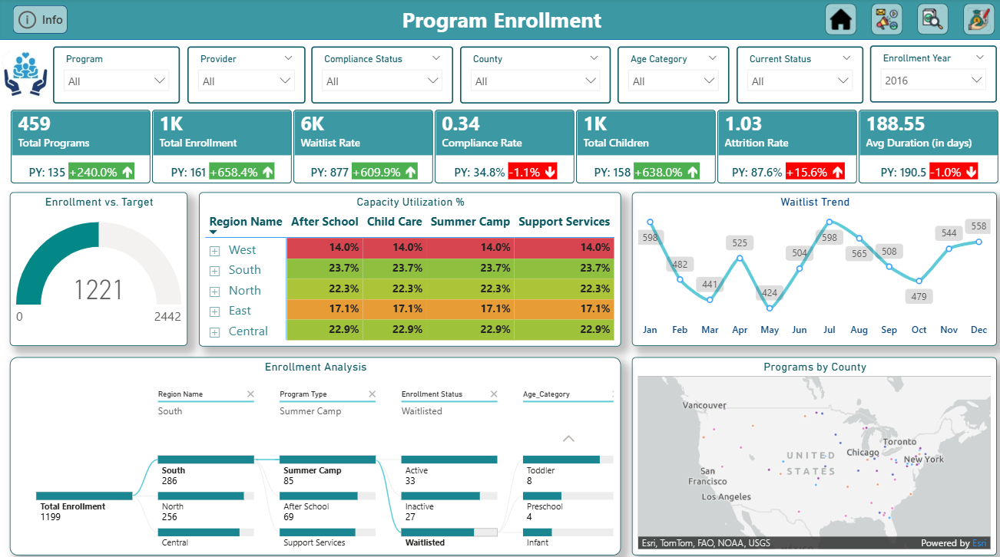 Info
Program Enrollment
Program
All
Provider
All
Compliance Status
All
County
All
Age Category
All
Current Status
All
Enrollment Year
2016
459
Total Programs
PY: 135 +240.0%
1K
Total Enrollment
PY: 161 +658.4%
6K
Waitlist Rate
PY: 877 +609.9%
0.34
Compliance Rate
PY: 34.8% -1.1%
1K
Total Children
PY: 158 +638.0%
1.03
Attrition Rate
PY: 87.6% +15.6%
188.55
Avg Duration (in days)
PY: 190.5 -1.0%
Enrollment vs. Target
1221
0 2442
Capacity Utilization %
Region Name After School Child Care Summer Camp Support Services
West 14.0% 14.0% 14.0% 14.0%
South 23.7% 23.7% 23.7% 23.7%
North 22.3% 22.3% 22.3% 22.3%
East 17.1% 17.1% 17.1% 17.1%
Central 22.9% 22.9% 22.9% 22.9%
Waitlist Trend
598 482 441 525 424 504 598 565 508 479 544 558
Jan Feb Mar Apr May Jun Jul Aug Sep Oct Nov Dec
Enrollment Analysis
Region Name
South
Program Type
Summer Camp
Enrollment Status
Waitlisted
Age_Category
Total Enrollment
1199
South
286
North
256
Central
Summer Camp
85
After School
69
Support Services
Active
33
Inactive
27
Waitlisted
Toddler
8
Preschool
4
Infant
Programs by County
Vancouver
Toronto
Chicago
New York
UNITED
STATES
San
Francisco
Los Angeles
MEXICO
Esri, TomTom, FAO, NOAA, USGS
Powered by Esri